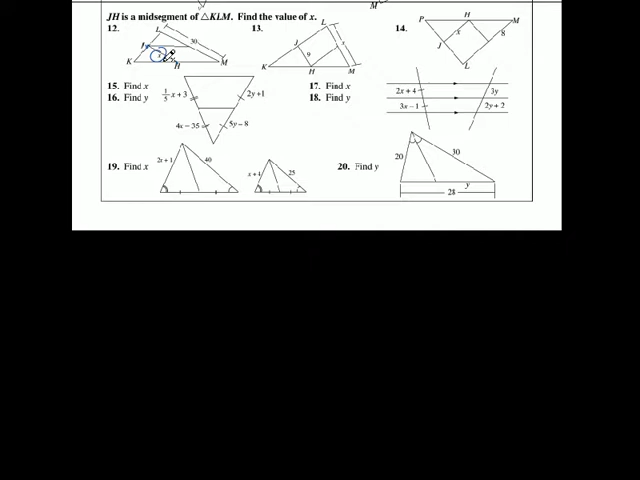 M
JH is a midsegment of △KLM. Find the value of x.
12.
13.
14.
L
30
J
K
H
M
L
J
9
x
K
H
M
P
H
M
x
8
J
L
15. Find x
16. Find y
1/5 x + 3
2y + 1
4x − 35
5y − 8
17. Find x
18. Find y
2x + 4
3y
3x − 1
2y + 2
19. Find x
2x + 1
40
x + 4
25
20. Find y
20
30
y
28